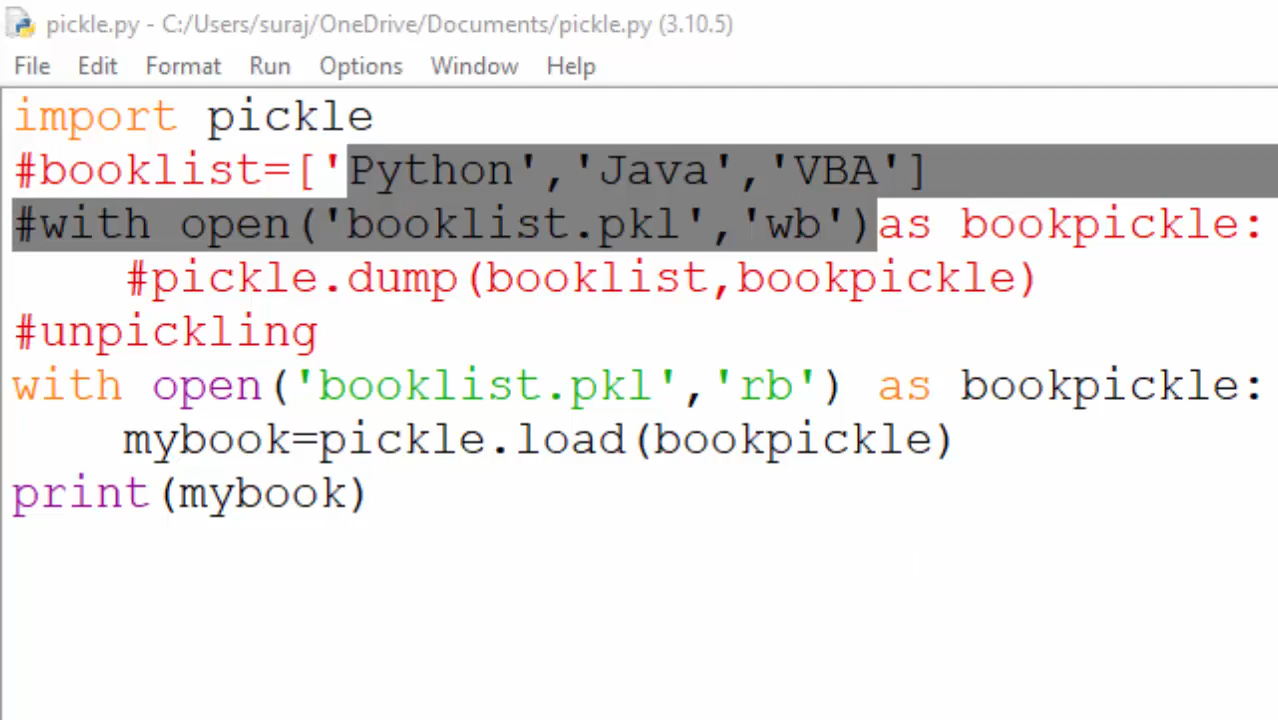 pickle.py - C:/Users/suraj/OneDrive/Documents/pickle.py (3.10.5)
File Edit Format Run Options Window Help
import pickle
#booklist=['Python','Java','VBA']
#with open('booklist.pkl','wb')as bookpickle:
    #pickle.dump(booklist,bookpickle)
#unpickling
with open('booklist.pkl','rb') as bookpickle:
    mybook=pickle.load(bookpickle)
print(mybook)